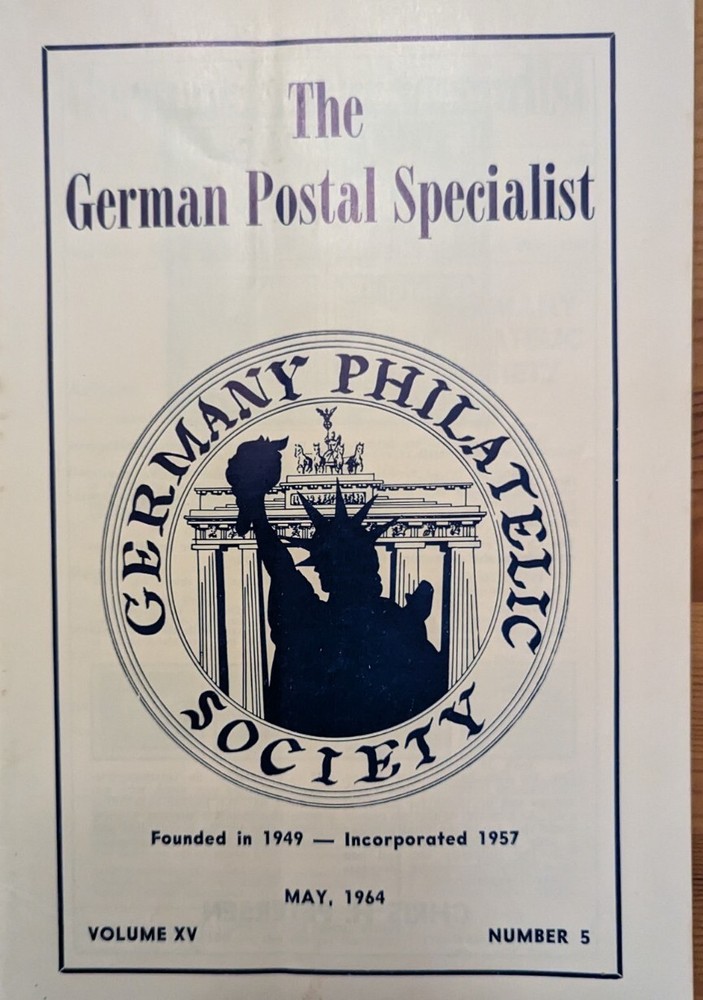 The
German Postal Specialist
GERMANY PHILATELIC
SOCIETY
Founded in 1949 — Incorporated 1957
MAY, 1964
VOLUME XV
NUMBER 5